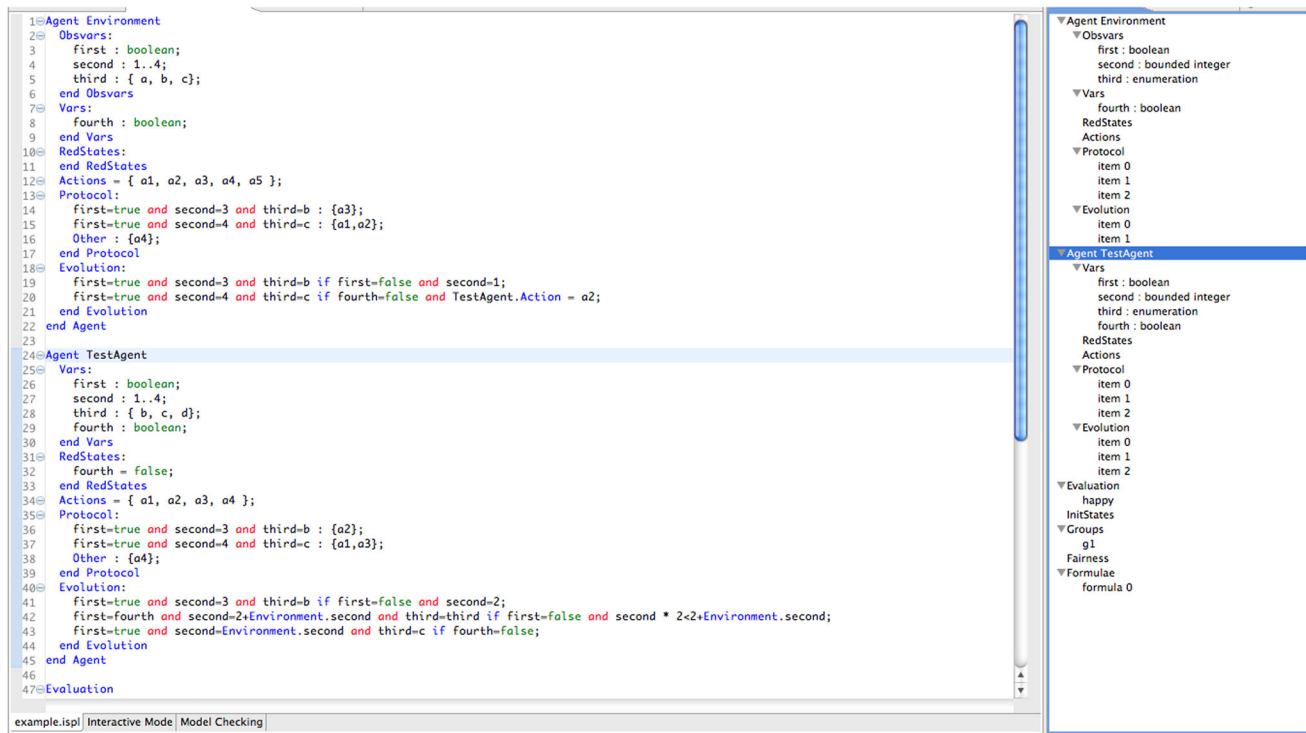 1 Agent Environment
2 Obsvars:
3 first : boolean;
4 second : 1..4;
5 third : { a, b, c};
6 end Obsvars
7 Vars:
8 fourth : boolean;
9 end Vars
10 RedStates:
11 end RedStates
12 Actions = { a1, a2, a3, a4, a5 };
13 Protocol:
14 first=true and second=3 and third=b : {a3};
15 first=true and second=4 and third=c : {a1,a2};
16 Other : {a4};
17 end Protocol
18 Evolution:
19 first=true and second=3 and third=b if first=false and second=1;
20 first=true and second=4 and third=c if fourth=false and TestAgent.Action = a2;
21 end Evolution
22 end Agent
23
24 Agent TestAgent
25 Vars:
26 first : boolean;
27 second : 1..4;
28 third : { b, c, d};
29 fourth : boolean;
30 end Vars
31 RedStates:
32 fourth = false;
33 end RedStates
34 Actions = { a1, a2, a3, a4 };
35 Protocol:
36 first=true and second=3 and third=b : {a2};
37 first=true and second=4 and third=c : {a1,a3};
38 Other : {a4};
39 end Protocol
40 Evolution:
41 first=true and second=3 and third=b if first=false and second=2;
42 first=fourth and second=2+Environment.second and third=third if first=false and second * 2<2+Environment.second;
43 first=true and second=Environment.second and third=c if fourth=false;
44 end Evolution
45 end Agent
46
47 Evaluation
example.ispl Interactive Mode Model Checking
Agent Environment
Obsvars
first : boolean
second : bounded integer
third : enumeration
Vars
fourth : boolean
RedStates
Actions
Protocol
item 0
item 1
item 2
Evolution
item 0
item 1
Agent TestAgent
Vars
first : boolean
second : bounded integer
third : enumeration
fourth : boolean
RedStates
Actions
Protocol
item 0
item 1
item 2
Evolution
item 0
item 1
item 2
Evaluation
happy
InitStates
Groups
g1
Fairness
Formulae
formula 0